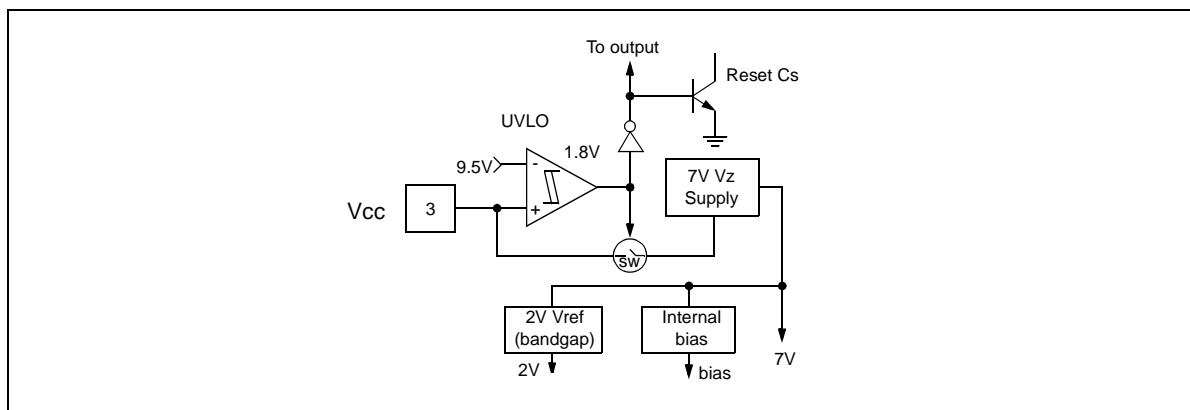 To output
Reset Cs
UVLO
1.8V
9.5V
-
7V Vz
Supply
Vcc
3
+
SW
2V Vref
(bandgap)
Internal
bias
2V
bias
7V